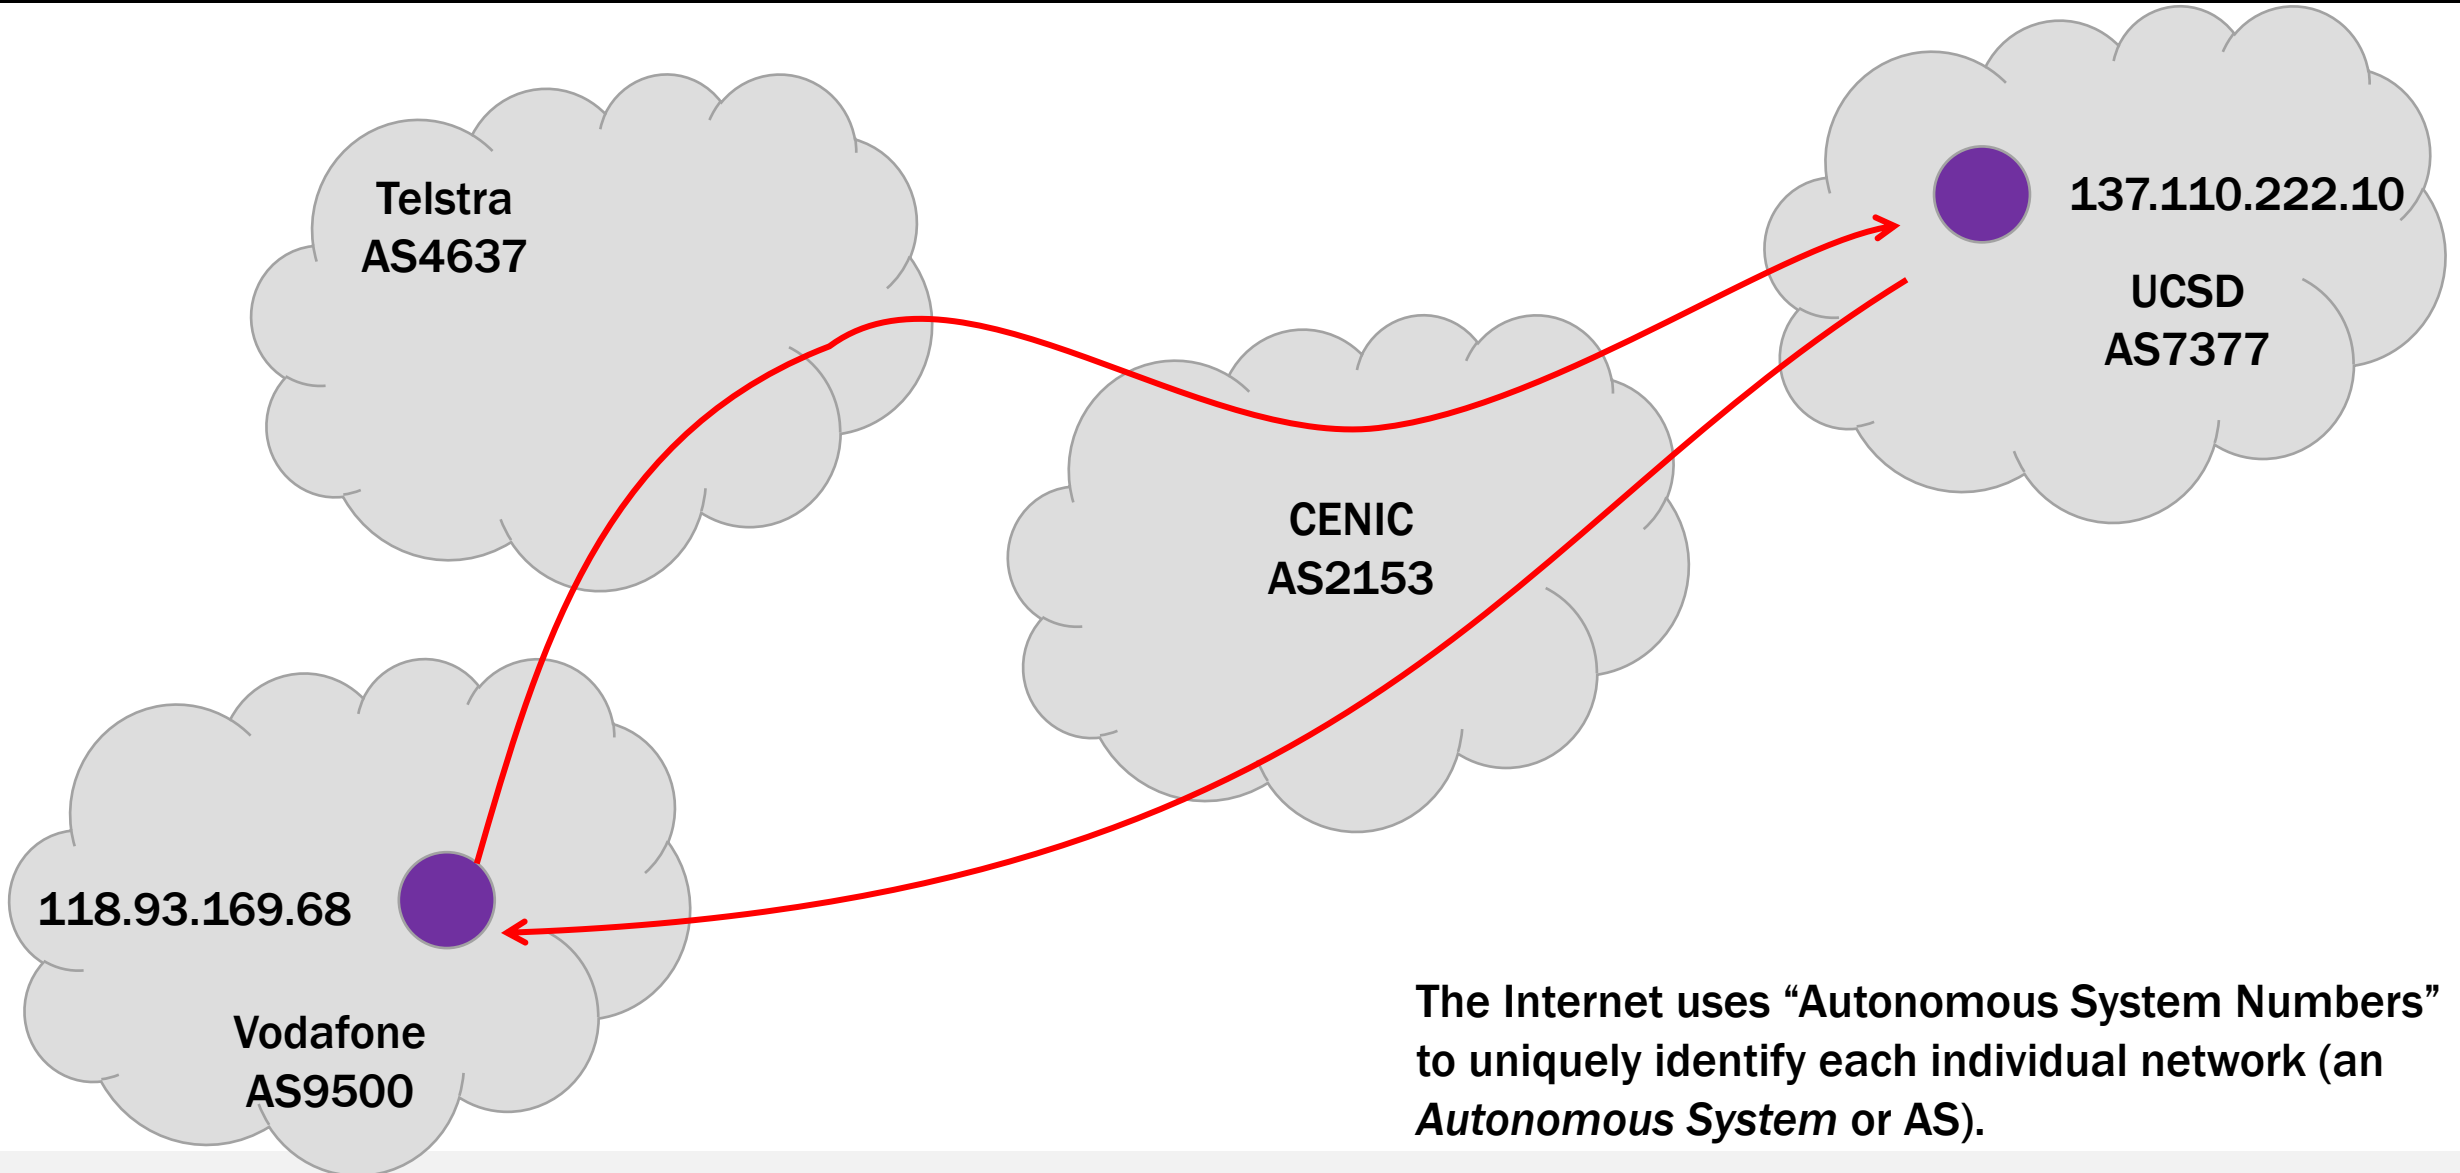 Telstra
AS4637
137.110.222.10
UCSD
AS7377
CENIC
AS2153
118.93.169.68
Vodafone
AS9500
The Internet uses “Autonomous System Numbers”
to uniquely identify each individual network (an
Autonomous System or AS).